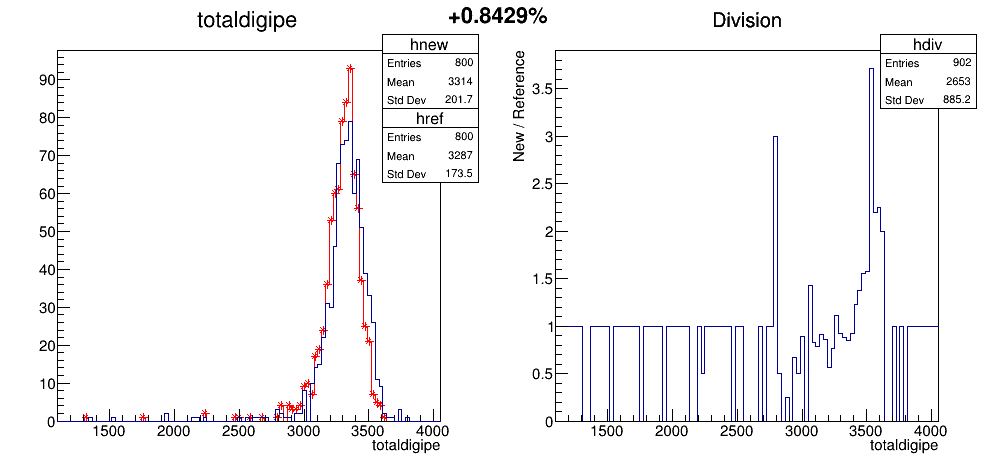 totaldigipe
+0.8429%
Division
hnew
Entries 800
Mean 3314
Std Dev 201.7
href
Entries 800
Mean 3287
Std Dev 173.5
90
80
70
60
50
40
30
20
10
0
1500 2000 2500 3000 3500 4000
totaldigipe
hdiv
Entries 902
Mean 2653
Std Dev 885.2
New / Reference
3.5
3
2.5
2
1.5
1
0.5
0
1500 2000 2500 3000 3500 4000
totaldigipe